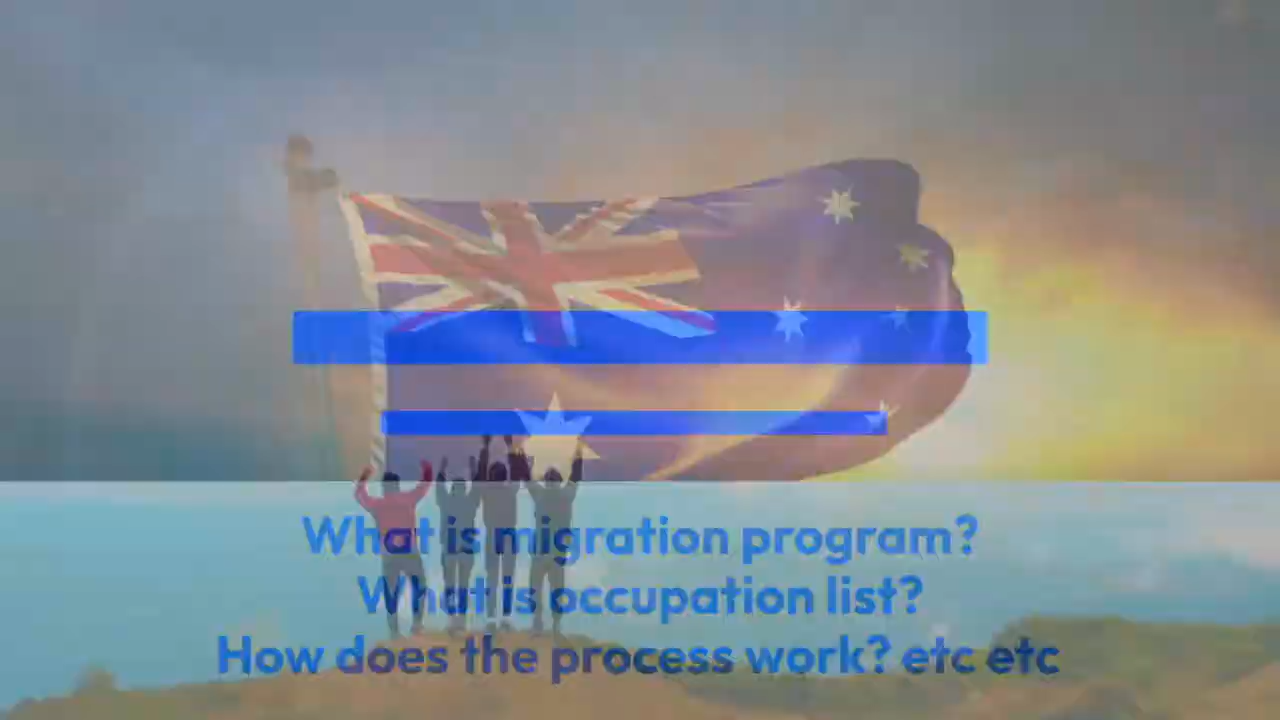 What is migration program?
What is occupation list?
How does the process work? etc etc